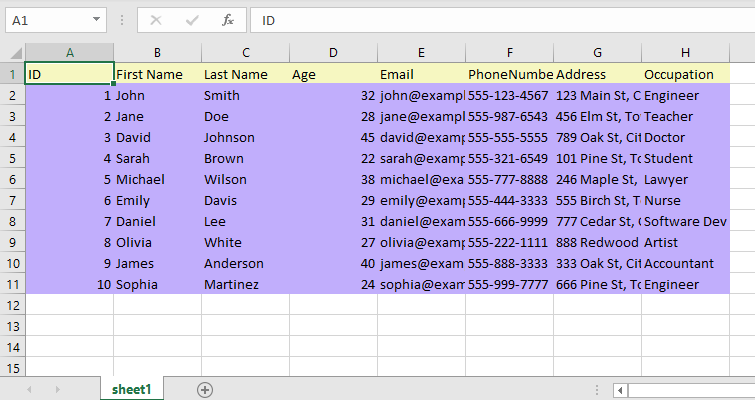 A1 fx ID
A B C D E F G H
1 ID First Name Last Name Age Email PhoneNumbe Address Occupation
2 1 John Smith 32 john@exampl 555-123-4567 123 Main St, C Engineer
3 2 Jane Doe 28 jane@exampl 555-987-6543 456 Elm St, To Teacher
4 3 David Johnson 45 david@examp 555-555-5555 789 Oak St, Cit Doctor
5 4 Sarah Brown 22 sarah@examp 555-321-6549 101 Pine St, To Student
6 5 Michael Wilson 38 michael@exa 555-777-8888 246 Maple St, Lawyer
7 6 Emily Davis 29 emily@examp 555-444-3333 555 Birch St, T Nurse
8 7 Daniel Lee 31 daniel@exam 555-666-9999 777 Cedar St, Software Dev
9 8 Olivia White 27 olivia@examp 555-222-1111 888 Redwood Artist
10 9 James Anderson 40 james@exam 555-888-3333 333 Oak St, Cit Accountant
11 10 Sophia Martinez 24 sophia@exam 555-999-7777 666 Pine St, To Engineer
12
13
14
15
sheet1